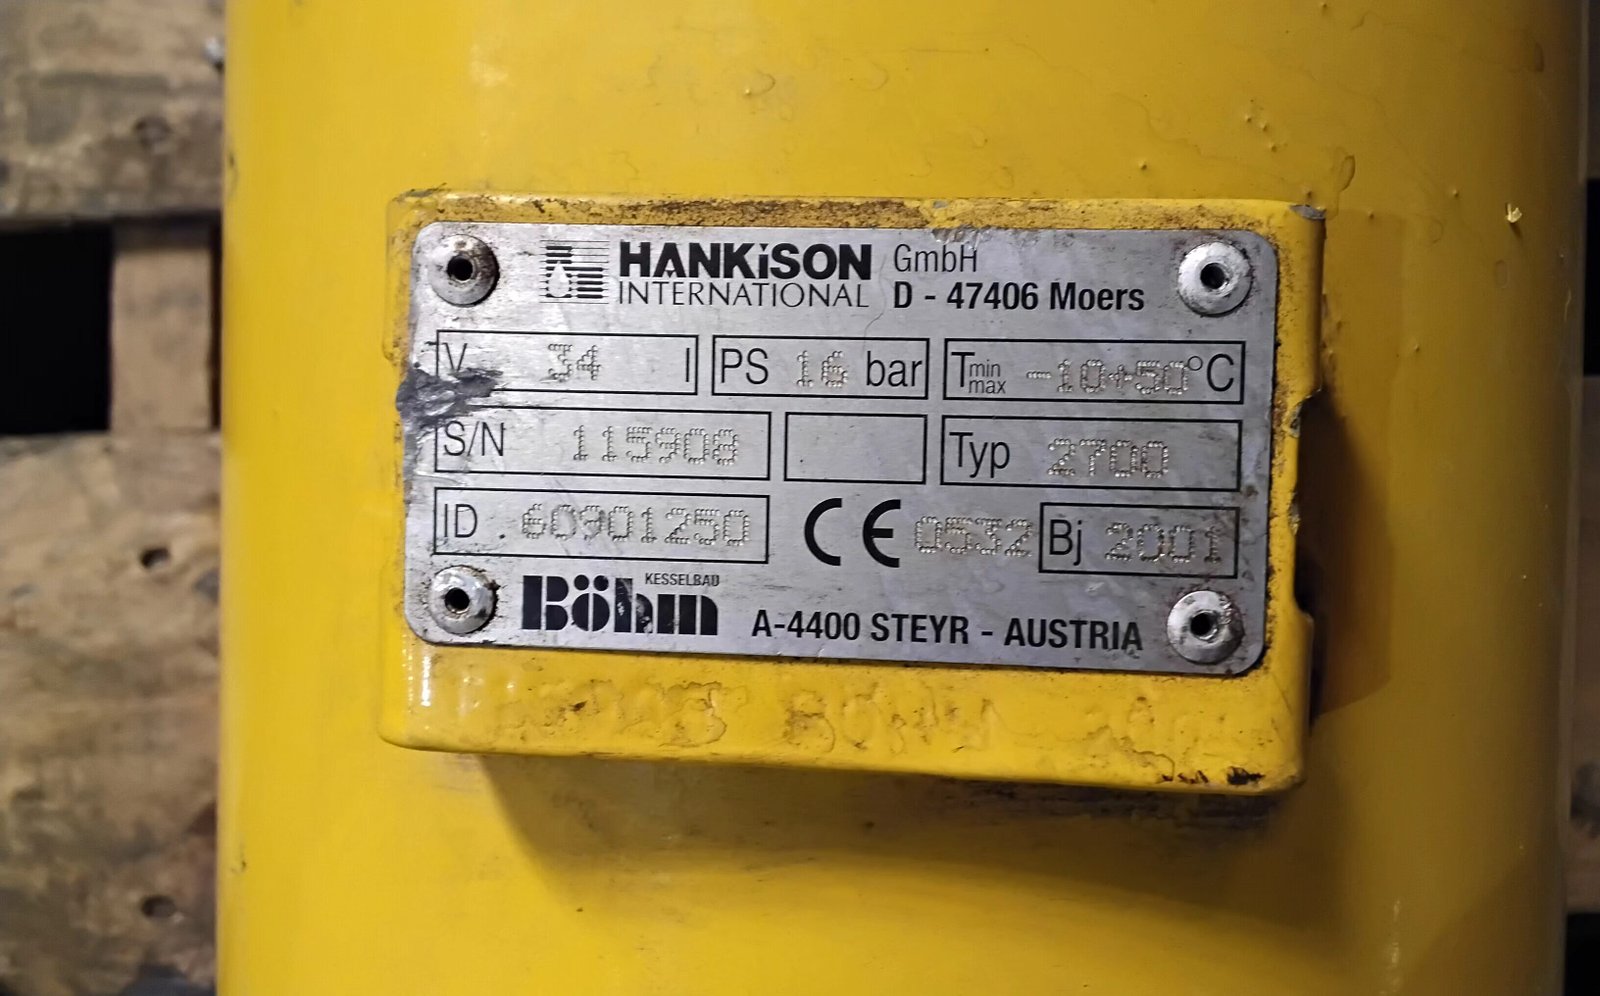 HANKiSON GmbH
INTERNATIONAL D - 47406 Moers
V 34 l PS 16 bar Tmin max -10+50°C
S/N 115908 Typ 2700
ID 60901250 CE 0532 Bj 2001
KESSELBAU
Böhm A-4400 STEYR - AUSTRIA